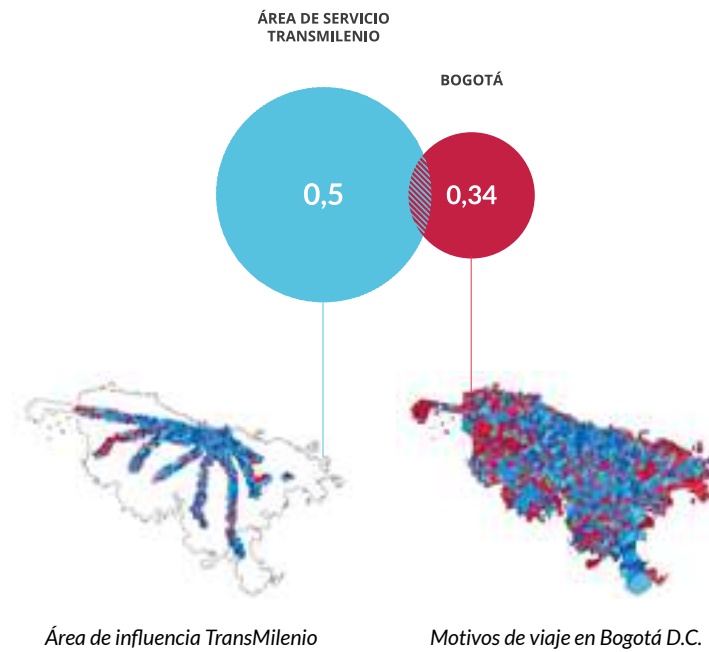 ÁREA DE SERVICIO
TRANSMILENIO
BOGOTÁ
0,5
0,34
Área de influencia TransMilenio
Motivos de viaje en Bogotá D.C.